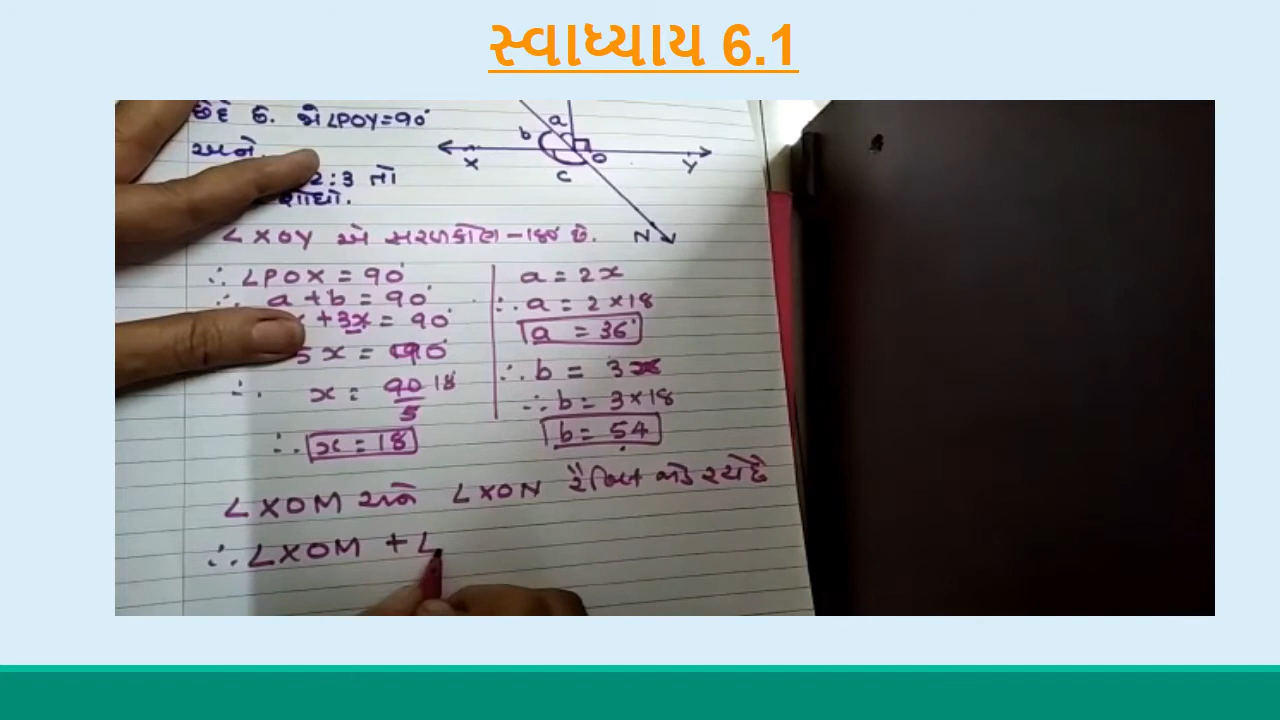 સ્વાધ્યાય 6.1
છેદે છે. જો ∠POY=90°
અને
2:3 તો
શોધો.
a
b
c
X
O
Y
N
∠XOY એ સરળકોણ -180° છે.
∴ ∠POX = 90°
∴ a + b = 90°
+ 3x = 90°
5x = 90°
∴ x = 90/5 18
∴ x = 18
a = 2x
∴ a = 2×18
a = 36°
∴ b = 3x
∴ b = 3×18
b = 54
∠XOM અને ∠XON રૈખિક જોડ રચે છે
∴ ∠XOM + ∠